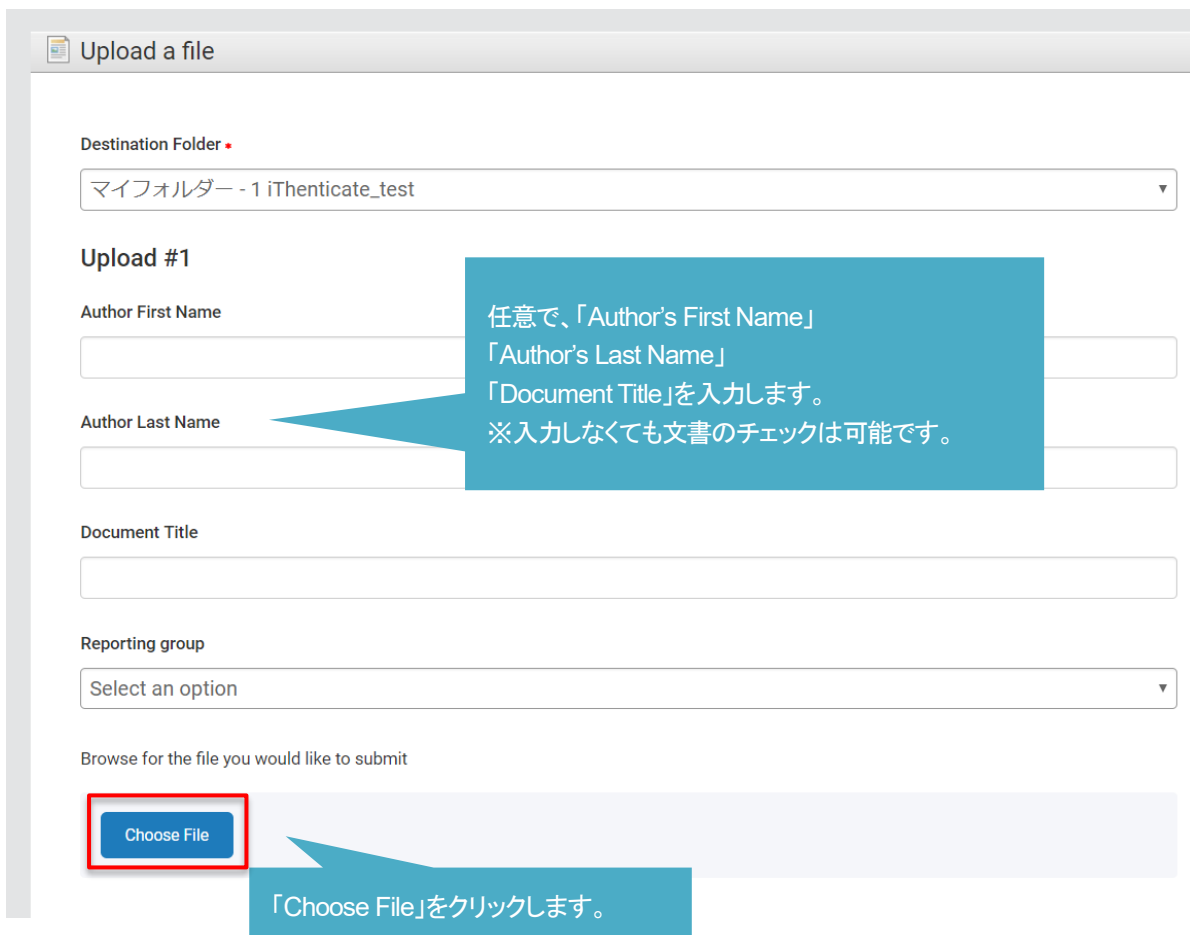 Upload a file
Destination Folder *
マイフォルダー - 1 iThenticate_test
Upload #1
Author First Name
任意で、「Author’s First Name」
「Author’s Last Name」
「Document Title」を入力します。
※入力しなくても文書のチェックは可能です。
Author Last Name
Document Title
Reporting group
Select an option
Browse for the file you would like to submit
Choose File
「Choose File」をクリックします。